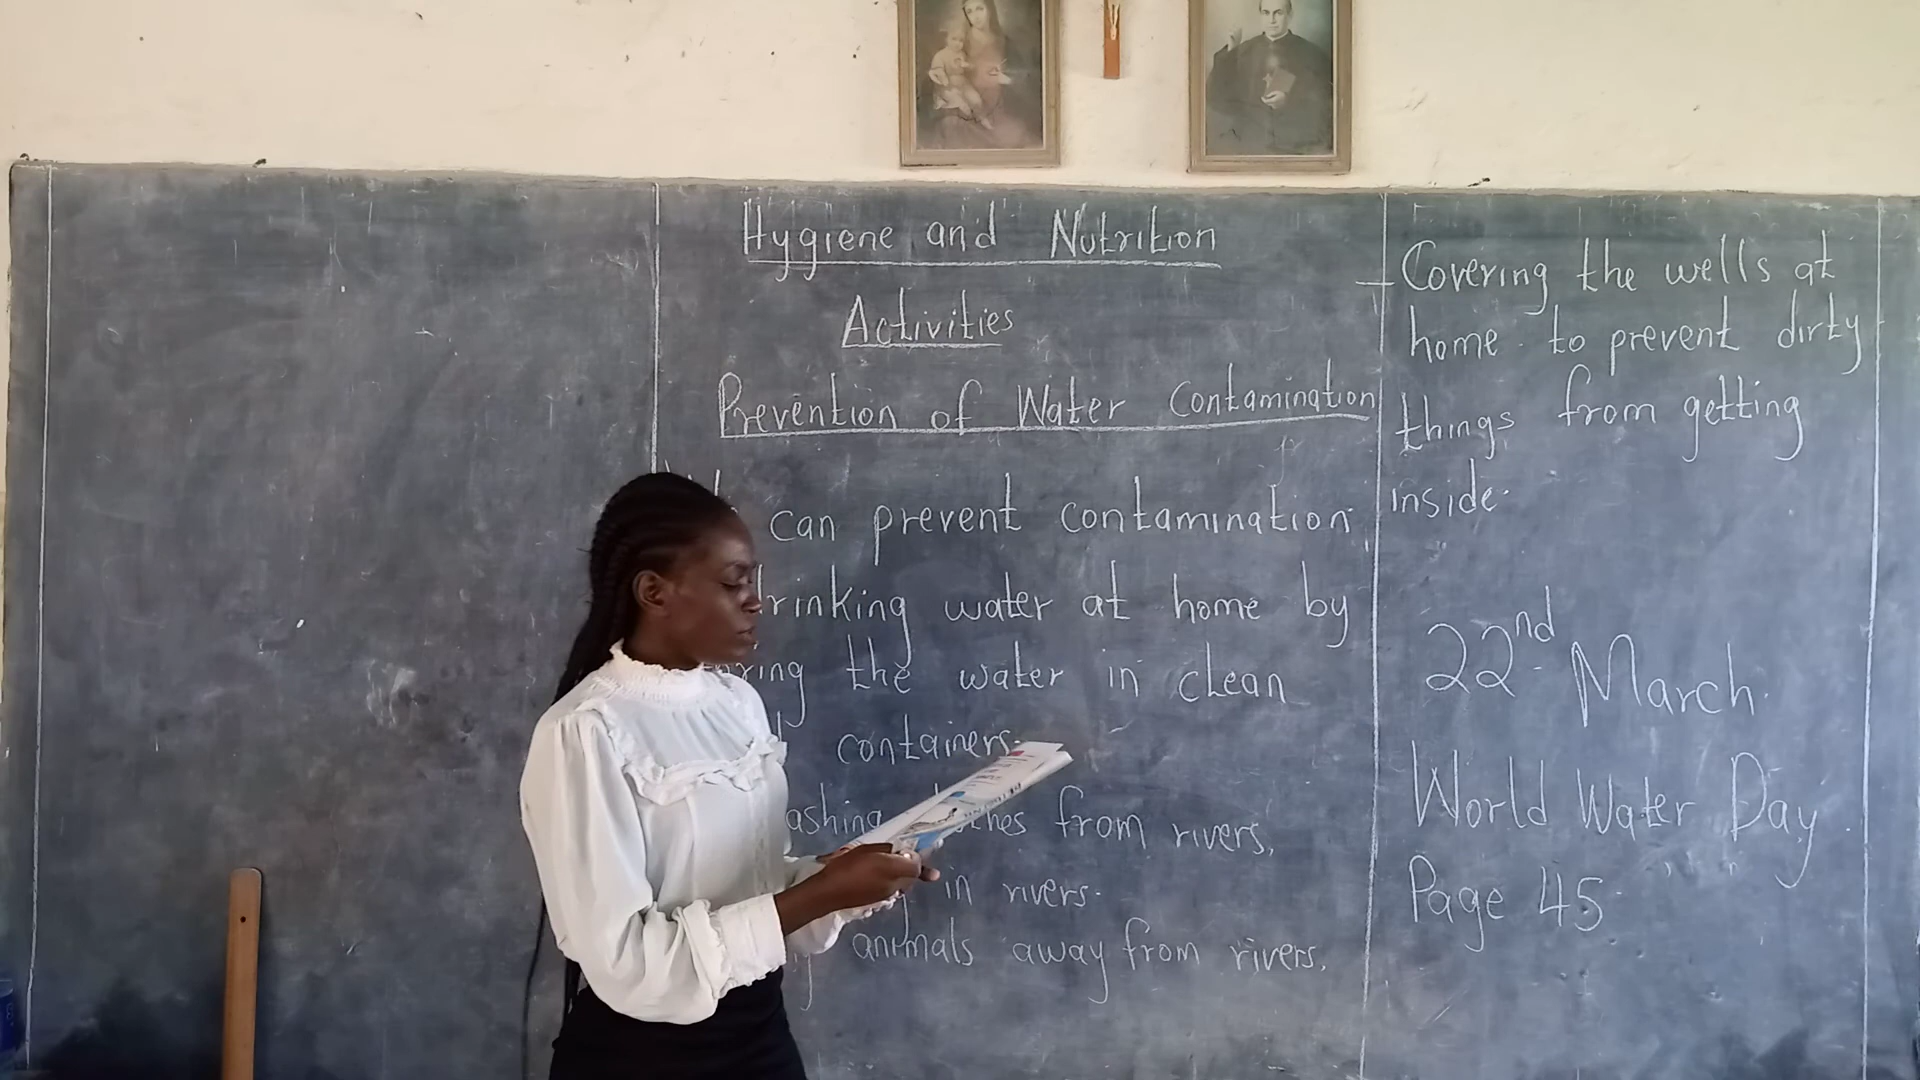 Hygiene and Nutrition
Activities
Prevention of Water Contamination
can prevent contamination
drinking water at home by
the water in clean
containers.
from rivers,
in rivers.
animals away from rivers.
Covering the wells at
home to prevent dirty
things from getting
inside.
22nd March
World Water Day.
Page 45